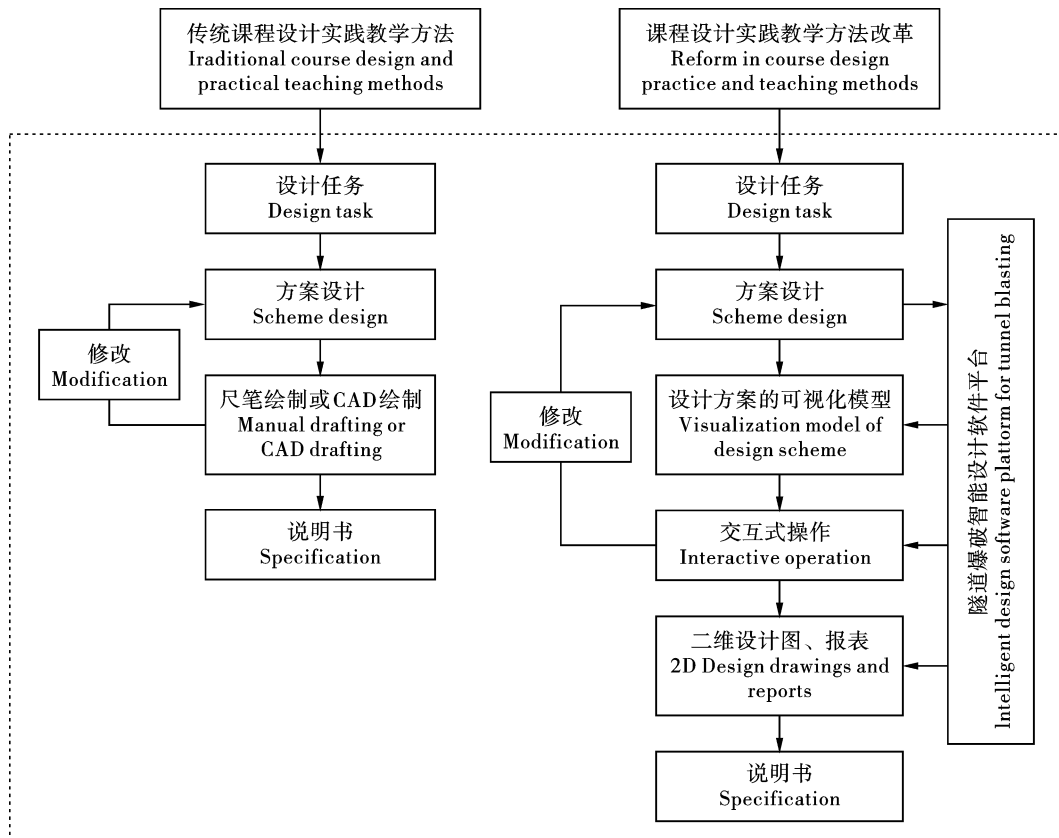 传统课程设计实践教学方法
Iraditional course design and
practical teaching methods
设计任务
Design task
方案设计
Scheme design
修改
Modification
尺笔绘制或CAD绘制
Manual drafting or
CAD drafting
说明书
Specification
课程设计实践教学方法改革
Reform in course design
practice and teaching methods
设计任务
Design task
方案设计
Scheme design
修改
Modification
设计方案的可视化模型
Visualization model of
design scheme
交互式操作
Interactive operation
二维设计图、报表
2D Design drawings and
reports
说明书
Specification
隧道爆破智能设计软件平台
Intelligent design software plattorm for tunnel blasting